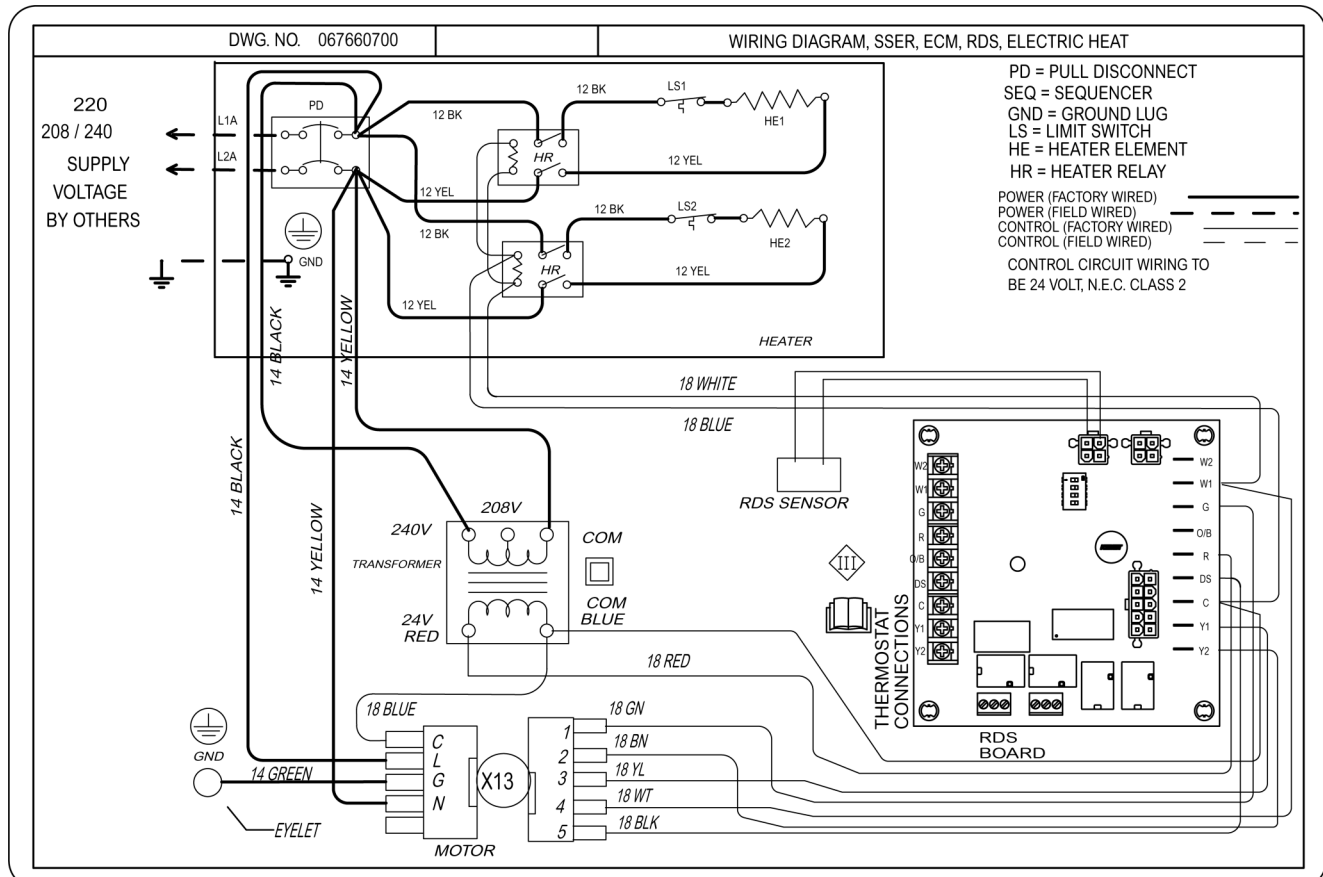 DWG. NO. 067660700
WIRING DIAGRAM, SSER, ECM, RDS, ELECTRIC HEAT
220
208 / 240
SUPPLY
VOLTAGE
BY OTHERS
L1A
L2A
PD
GND
12 BK
12 YEL
12 BK
12 YEL
HR
12 BK
LS1
HE1
12 YEL
HR
12 BK
LS2
HE2
12 YEL
HEATER
PD = PULL DISCONNECT
SEQ = SEQUENCER
GND = GROUND LUG
LS = LIMIT SWITCH
HE = HEATER ELEMENT
HR = HEATER RELAY
POWER (FACTORY WIRED)
POWER (FIELD WIRED)
CONTROL (FACTORY WIRED)
CONTROL (FIELD WIRED)
CONTROL CIRCUIT WIRING TO
BE 24 VOLT, N.E.C. CLASS 2
14 BLACK
14 YELLOW
14 BLACK
14 YELLOW
18 WHITE
18 BLUE
RDS SENSOR
240V
208V
TRANSFORMER
COM
24V
RED
COM
BLUE
III
THERMOSTAT
CONNECTIONS
W2
W1
G
R
O/B
DS
C
Y1
Y2
W2
W1
G
O/B
R
DS
C
Y1
Y2
RDS
BOARD
18 RED
18 BLUE
GND
14 GREEN
EYELET
C
L
G
N
X13
MOTOR
1
2
3
4
5
18 GN
18 BN
18 YL
18 WT
18 BLK